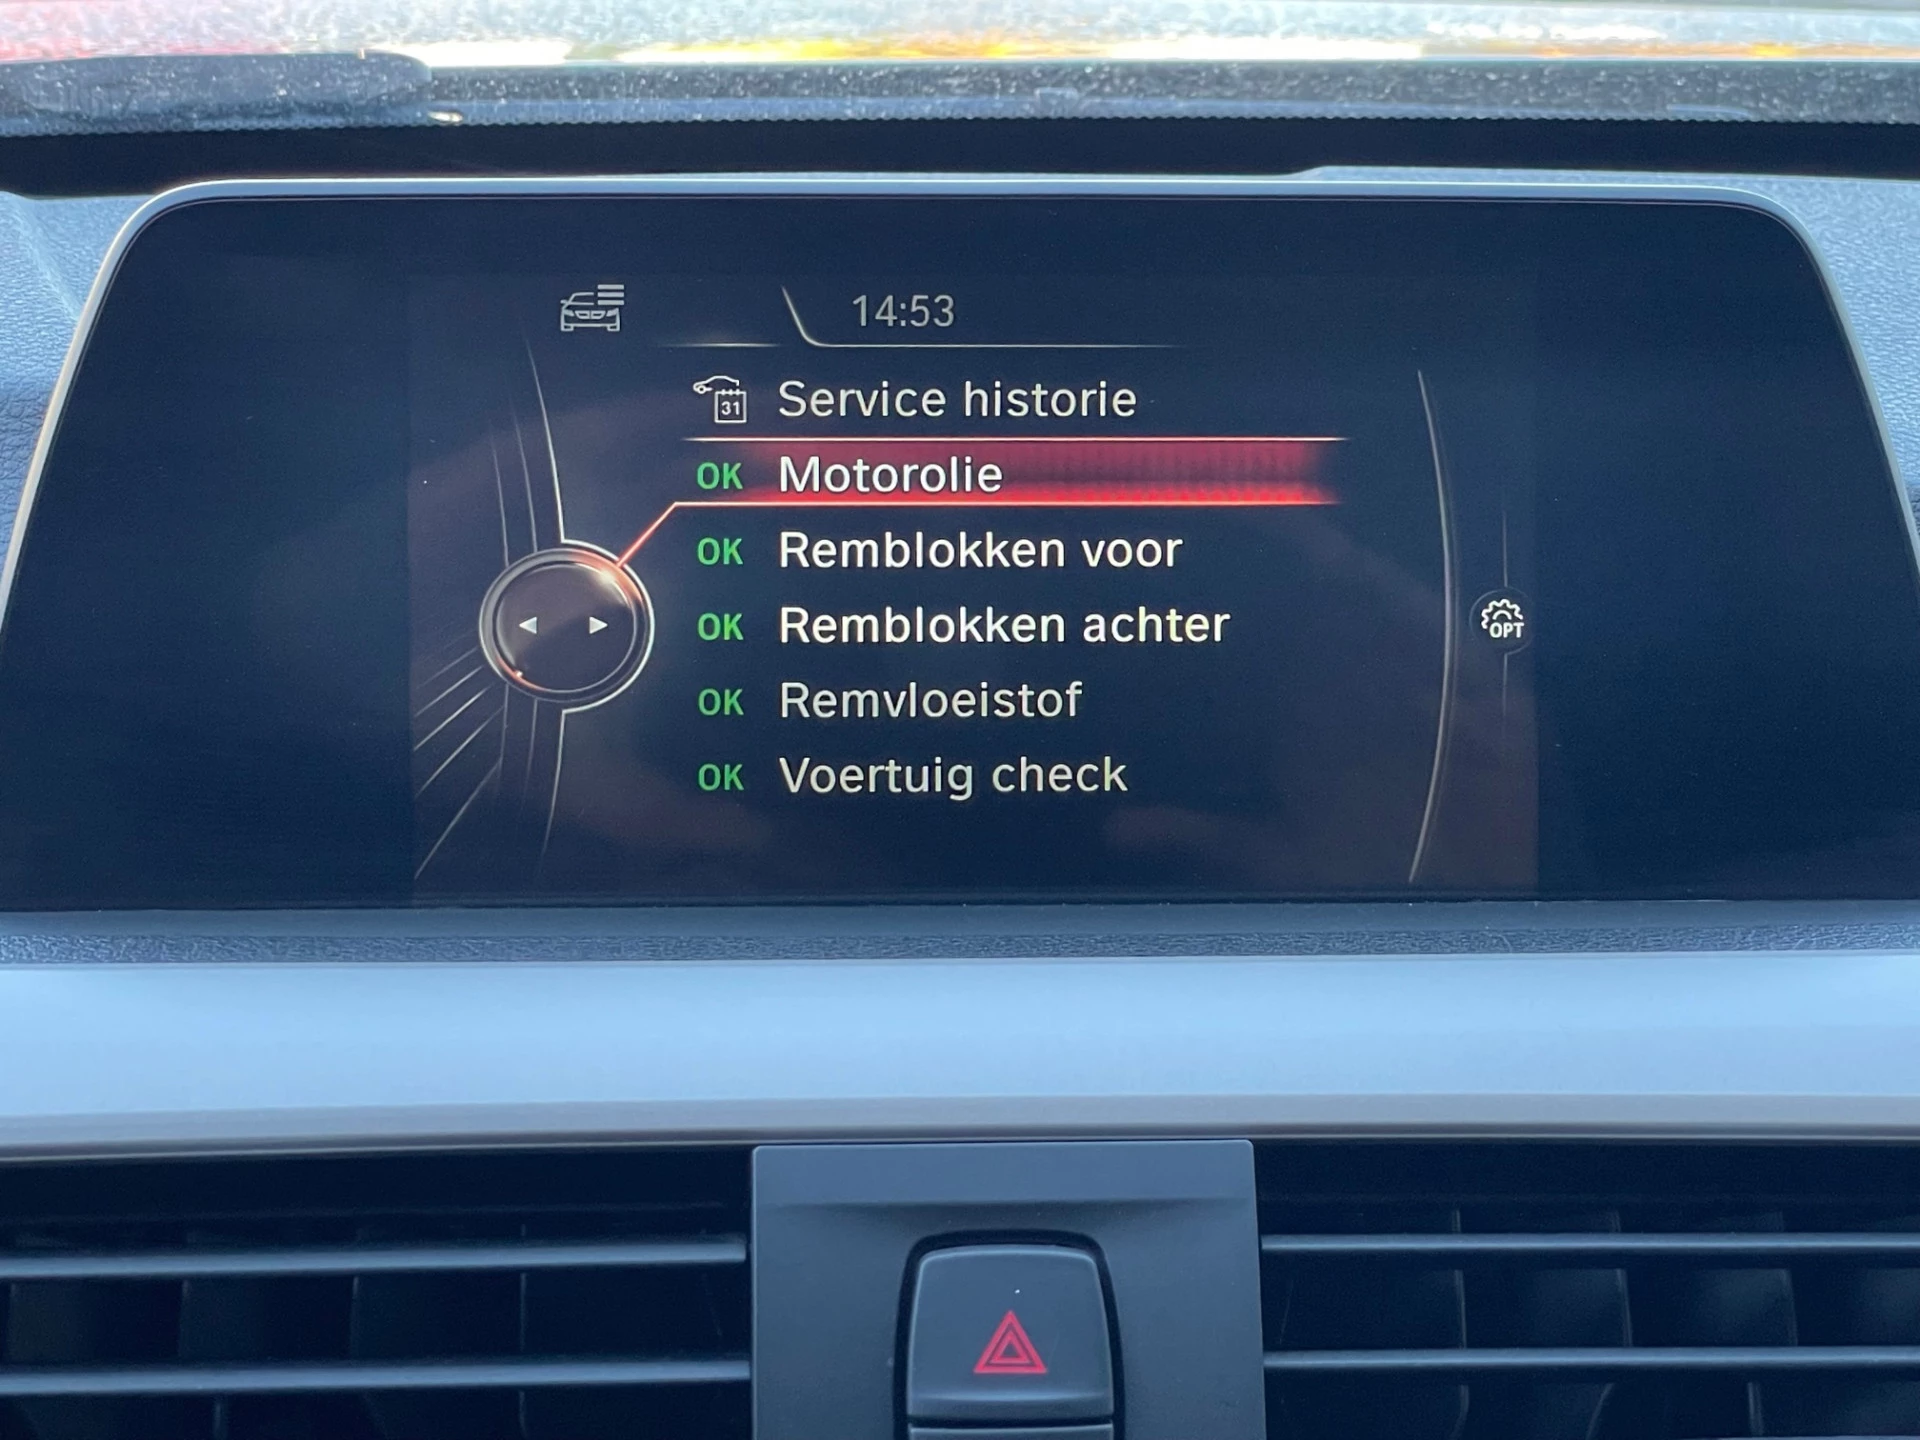 14:53
31 Service historie
OK Motorolie
OK Remblokken voor
OK Remblokken achter
OK Remvloeistof
OK Voertuig check
OPT